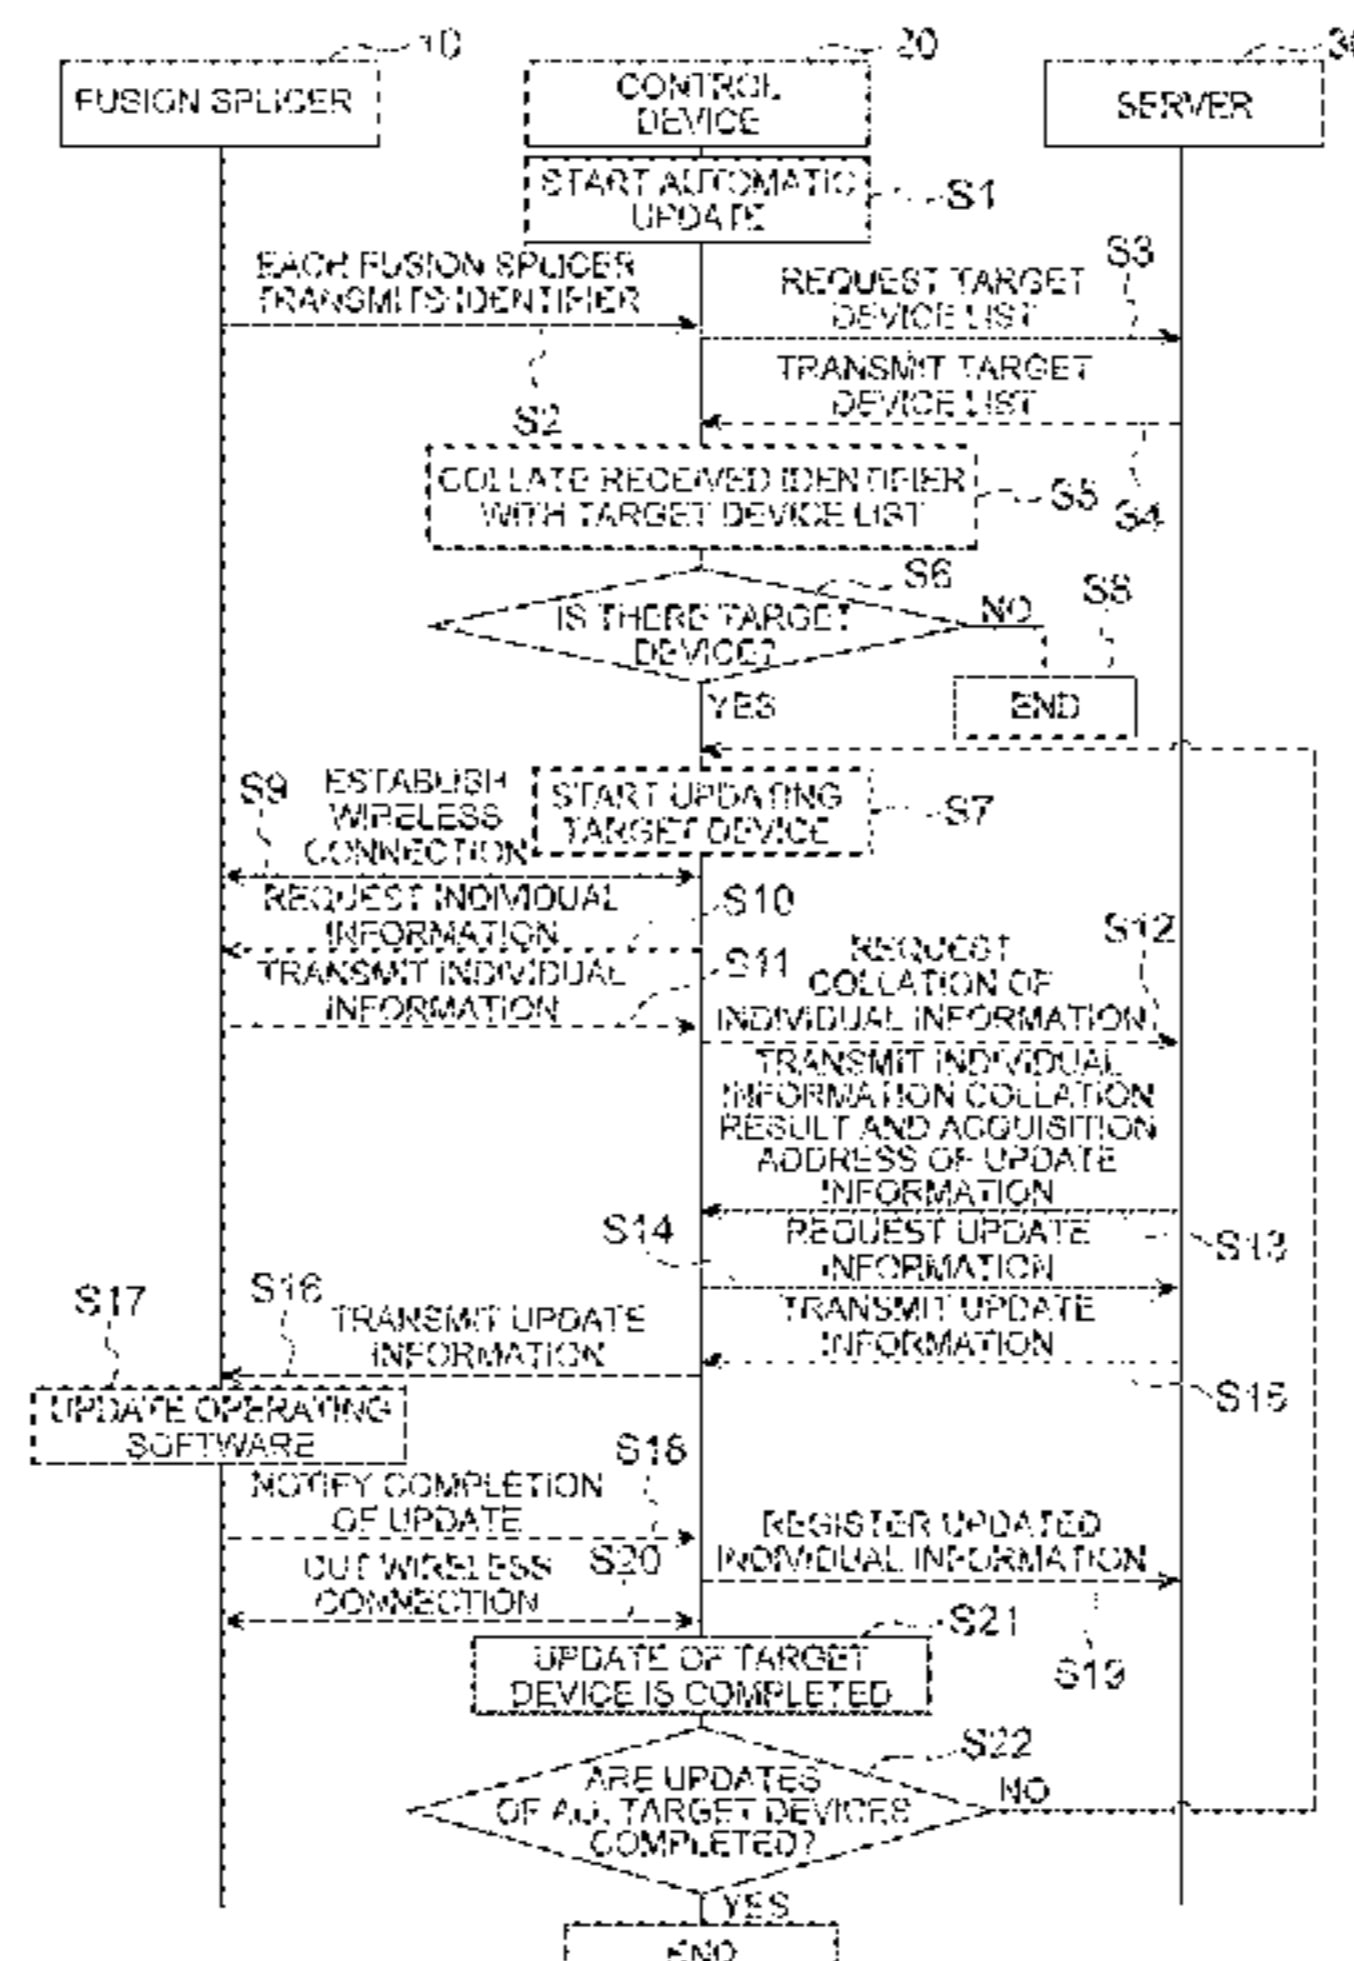 10
20
FUSION SPLICER
CONTROL
DEVICE
SERVER
START AUTOMATIC
UPDATE
S1
EACH FUSION SPLICER
TRANSMITS IDENTIFIER
S2
REQUEST TARGET
DEVICE LIST
S3
TRANSMIT TARGET
DEVICE LIST
S4
COLLATE RECEIVED IDENTIFIER
WITH TARGET DEVICE LIST
S5
IS THERE TARGET
DEVICE?
S6
NO
S8
END
YES
START UPDATING
TARGET DEVICE
S7
S9
ESTABLISH
WIRELESS
CONNECTION
REQUEST INDIVIDUAL
INFORMATION
S10
TRANSMIT INDIVIDUAL
INFORMATION
S11
REQUEST
COLLATION OF
INDIVIDUAL INFORMATION
S12
TRANSMIT INDIVIDUAL
INFORMATION COLLATION
RESULT AND ACQUISITION
ADDRESS OF UPDATE
INFORMATION
S13
S14
REQUEST UPDATE
INFORMATION
TRANSMIT UPDATE
INFORMATION
S15
S16
TRANSMIT UPDATE
INFORMATION
S17
UPDATE OPERATING
SOFTWARE
NOTIFY COMPLETION
OF UPDATE
S18
REGISTER UPDATED
INDIVIDUAL INFORMATION
S19
CUT WIRELESS
CONNECTION
S20
UPDATE OF TARGET
DEVICE IS COMPLETED
S21
ARE UPDATES
OF ALL TARGET DEVICES
COMPLETED?
S22
NO
YES
END